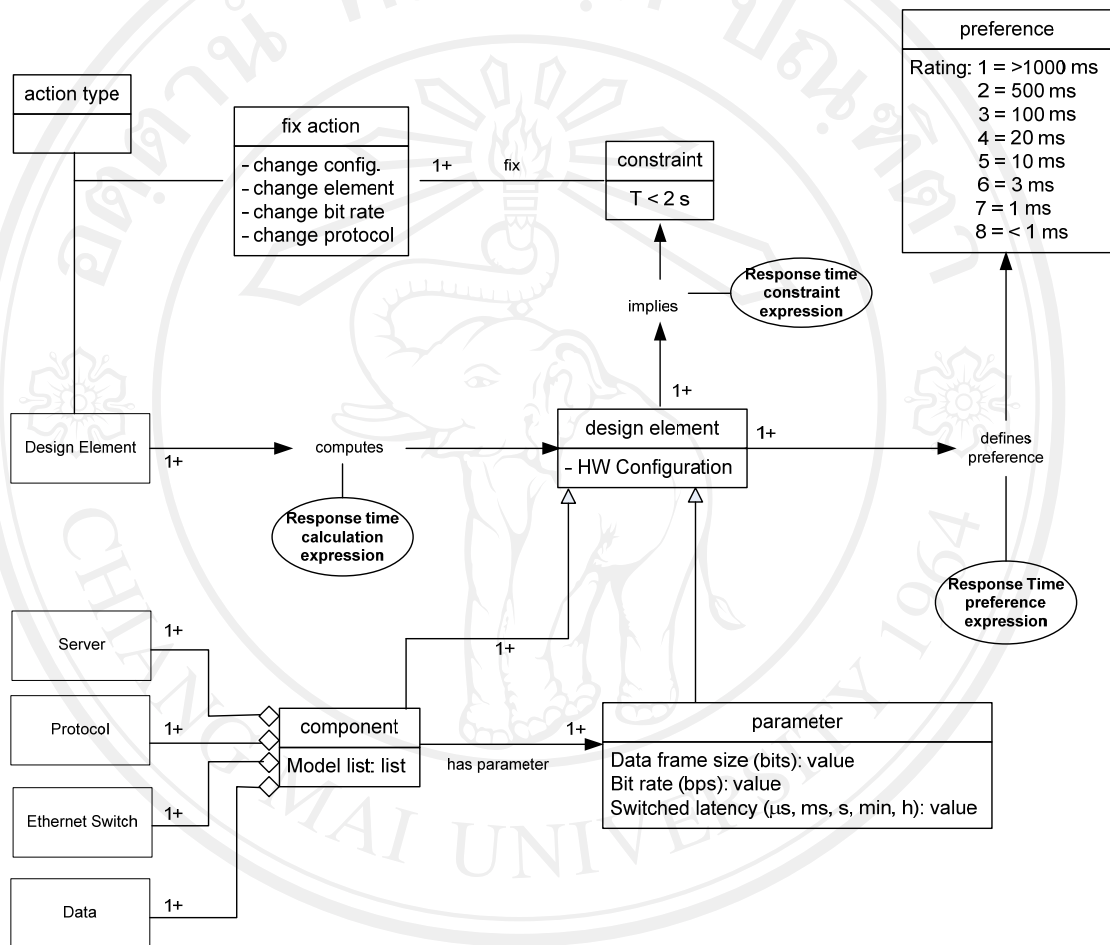 preference
Rating: 1 = >1000 ms
2 = 500 ms
3 = 100 ms
4 = 20 ms
5 = 10 ms
6 = 3 ms
7 = 1 ms
8 = < 1 ms
action type
fix action
- change config.
- change element
- change bit rate
- change protocol
1+
fix
constraint
T < 2 s
Response time
constraint
expression
implies
1+
Design Element
1+
computes
design element
- HW Configuration
1+
defines
preference
Response time
calculation
expression
Response Time
preference
expression
Server
1+
1+
Protocol
1+
component
Model list: list
has parameter
1+
parameter
Data frame size (bits): value
Bit rate (bps): value
Switched latency (µs, ms, s, min, h): value
Ethernet Switch
1+
Data
1+
CHIANG MAI UNIVERSITY 1964